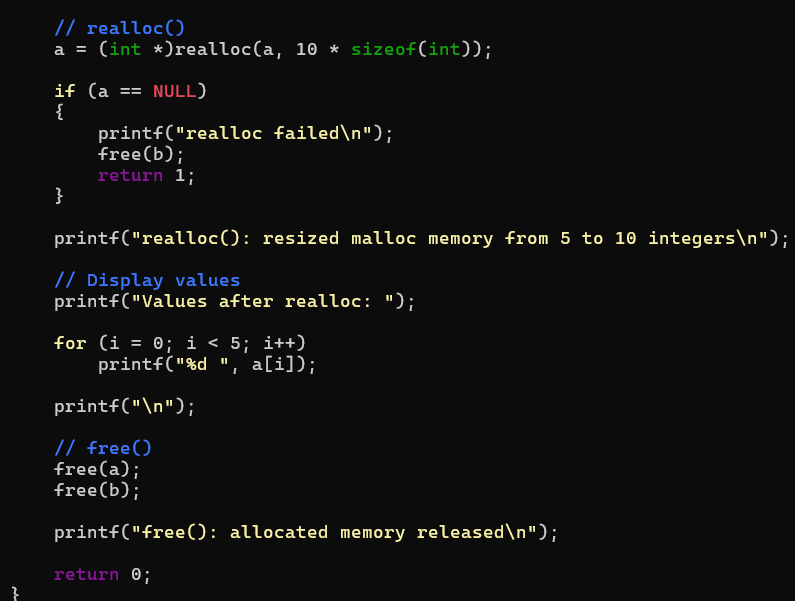 // realloc()
    a = (int *)realloc(a, 10 * sizeof(int));

    if (a == NULL)
    {
        printf("realloc failed\n");
        free(b);
        return 1;
    }

    printf("realloc(): resized malloc memory from 5 to 10 integers\n");

    // Display values
    printf("Values after realloc: ");

    for (i = 0; i < 5; i++)
        printf("%d ", a[i]);

    printf("\n");

    // free()
    free(a);
    free(b);

    printf("free(): allocated memory released\n");

    return 0;
}